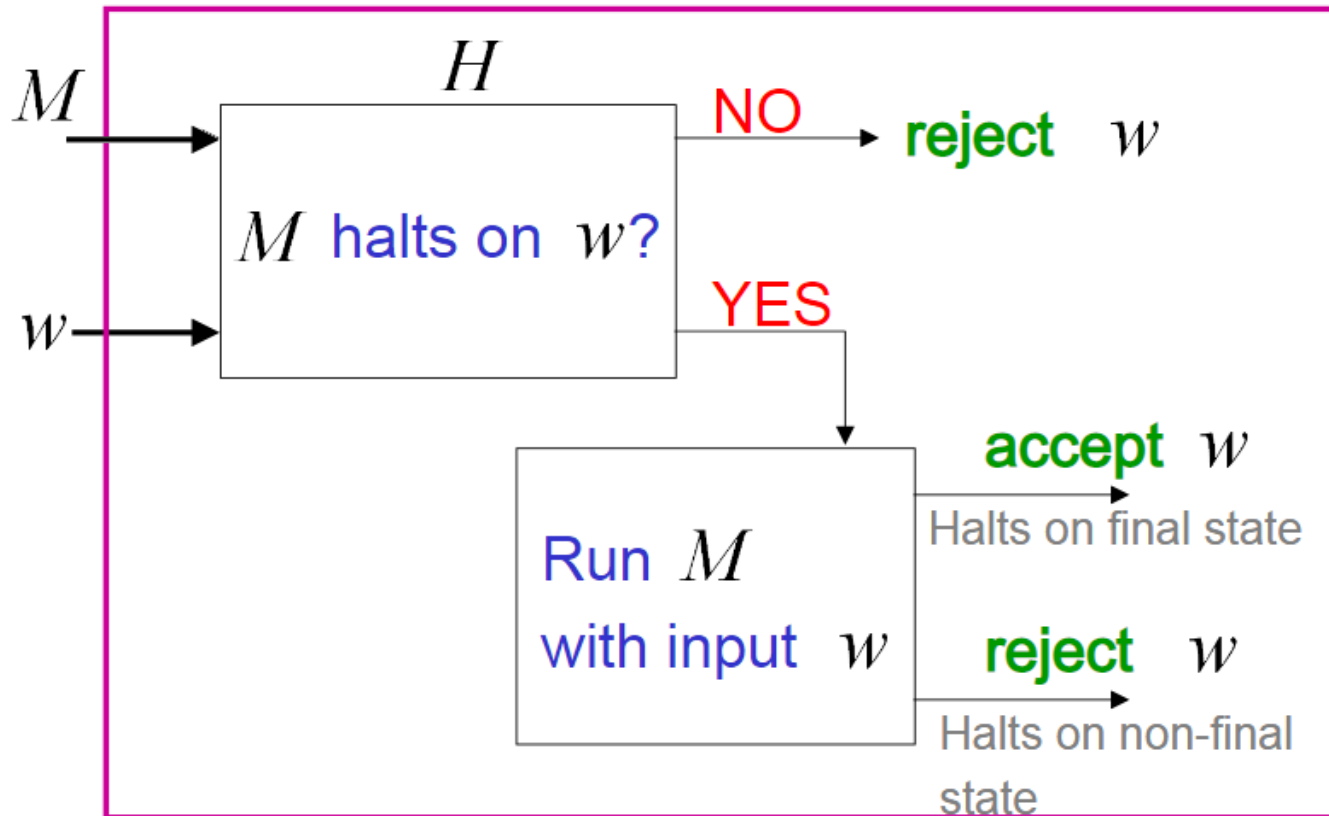 H
M
NO
reject w
M halts on w?
YES
w
accept w
Halts on final state
Run M
with input w
reject w
Halts on non-final
state